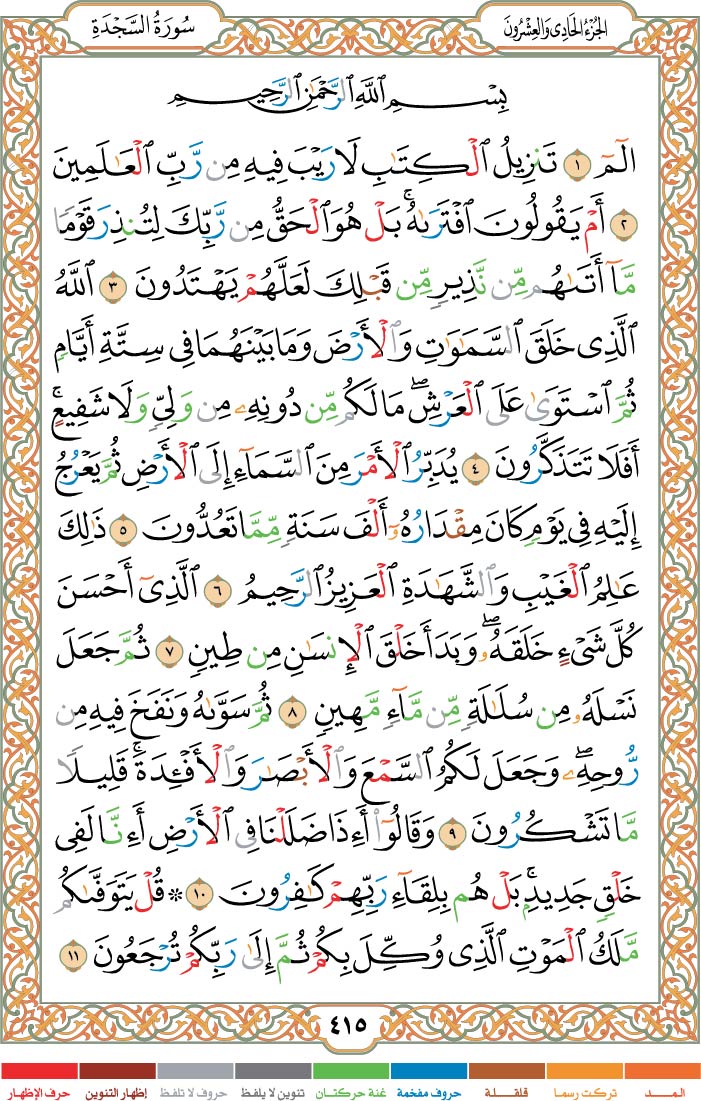 الجُزْءُ الحَادِي وَالعِشْرُونَ
سُورَةُ السَّجْدَةِ
بِسْمِ ٱللَّهِ ٱلرَّحْمَٰنِ ٱلرَّحِيمِ
الٓمٓ ١ تَنزِيلُ ٱلْكِتَٰبِ لَا رَيْبَ فِيهِ مِن رَّبِّ ٱلْعَٰلَمِينَ
٢ أَمْ يَقُولُونَ ٱفْتَرَىٰهُ ۚ بَلْ هُوَ ٱلْحَقُّ مِن رَّبِّكَ لِتُنذِرَ قَوْمًا
مَّآ أَتَىٰهُم مِّن نَّذِيرٍ مِّن قَبْلِكَ لَعَلَّهُمْ يَهْتَدُونَ ٣ ٱللَّهُ
ٱلَّذِى خَلَقَ ٱلسَّمَٰوَٰتِ وَٱلْأَرْضَ وَمَا بَيْنَهُمَا فِى سِتَّةِ أَيَّامٍ
ثُمَّ ٱسْتَوَىٰ عَلَى ٱلْعَرْشِ ۖ مَا لَكُم مِّن دُونِهِۦ مِن وَلِىٍّ وَلَا شَفِيعٍ ۚ
أَفَلَا تَتَذَكَّرُونَ ٤ يُدَبِّرُ ٱلْأَمْرَ مِنَ ٱلسَّمَآءِ إِلَى ٱلْأَرْضِ ثُمَّ يَعْرُجُ
إِلَيْهِ فِى يَوْمٍ كَانَ مِقْدَارُهُۥٓ أَلْفَ سَنَةٍ مِّمَّا تَعُدُّونَ ٥ ذَٰلِكَ
عَٰلِمُ ٱلْغَيْبِ وَٱلشَّهَٰدَةِ ٱلْعَزِيزُ ٱلرَّحِيمُ ٦ ٱلَّذِىٓ أَحْسَنَ
كُلَّ شَىْءٍ خَلَقَهُۥ ۖ وَبَدَأَ خَلْقَ ٱلْإِنسَٰنِ مِن طِينٍ ٧ ثُمَّ جَعَلَ
نَسْلَهُۥ مِن سُلَٰلَةٍ مِّن مَّآءٍ مَّهِينٍ ٨ ثُمَّ سَوَّىٰهُ وَنَفَخَ فِيهِ مِن
رُّوحِهِۦ ۖ وَجَعَلَ لَكُمُ ٱلسَّمْعَ وَٱلْأَبْصَٰرَ وَٱلْأَفْـِٔدَةَ ۚ قَلِيلًا
مَّا تَشْكُرُونَ ٩ وَقَالُوٓا۟ أَءِذَا ضَلَلْنَا فِى ٱلْأَرْضِ أَءِنَّا لَفِى
خَلْقٍ جَدِيدٍۭ ۚ بَلْ هُم بِلِقَآءِ رَبِّهِمْ كَٰفِرُونَ ١٠ ۞ قُلْ يَتَوَفَّىٰكُم
مَّلَكُ ٱلْمَوْتِ ٱلَّذِى وُكِّلَ بِكُمْ ثُمَّ إِلَىٰ رَبِّكُمْ تُرْجَعُونَ ١١
٤١٥
المــد تركت رسما قلقلة حروف مفخمة غنة حركتان تنوين لا يلفظ حروف لا تلفظ إظهار التنوين حرف الإظهار